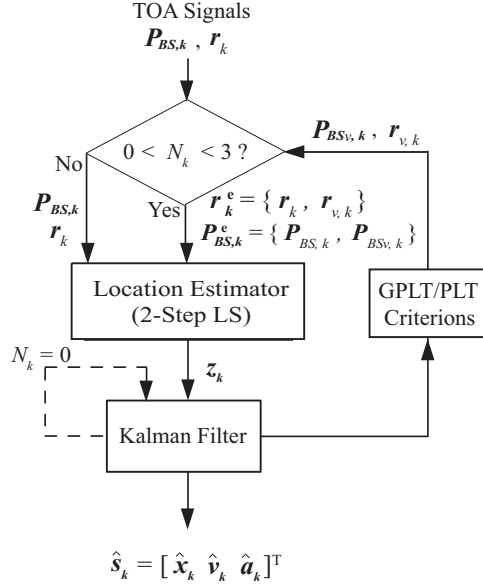 TOA Signals
P_BS,k , r_k
0 < N_k < 3 ?
P_BSv,k , r_v,k
No
Yes
P_BS,k
r_k
r_k^e = { r_k , r_v,k }
P_BS,k^e = { P_BS,k , P_BSv,k }
Location Estimator
(2-Step LS)
GPLT/PLT
Criterions
N_k = 0
z_k
Kalman Filter
ŝ_k = [ x̂_k v̂_k â_k ]^T